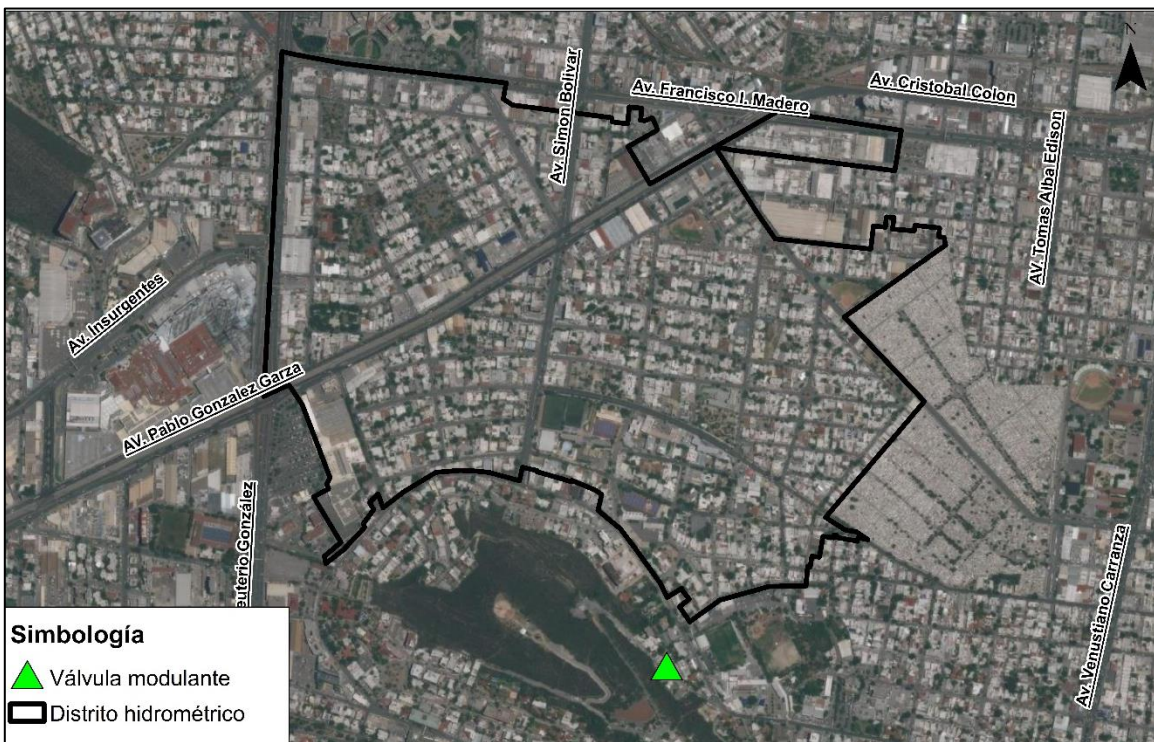 N
Av. Cristobal Colon
Av. Francisco I. Madero
Av. Simon Bolivar
AV. Tomas Alba Edison
Av. Insurgentes
AV. Pablo Gonzalez Garza
euterio González
Av. Venustiano Carranza
Simbología
Válvula modulante
Distrito hidrométrico